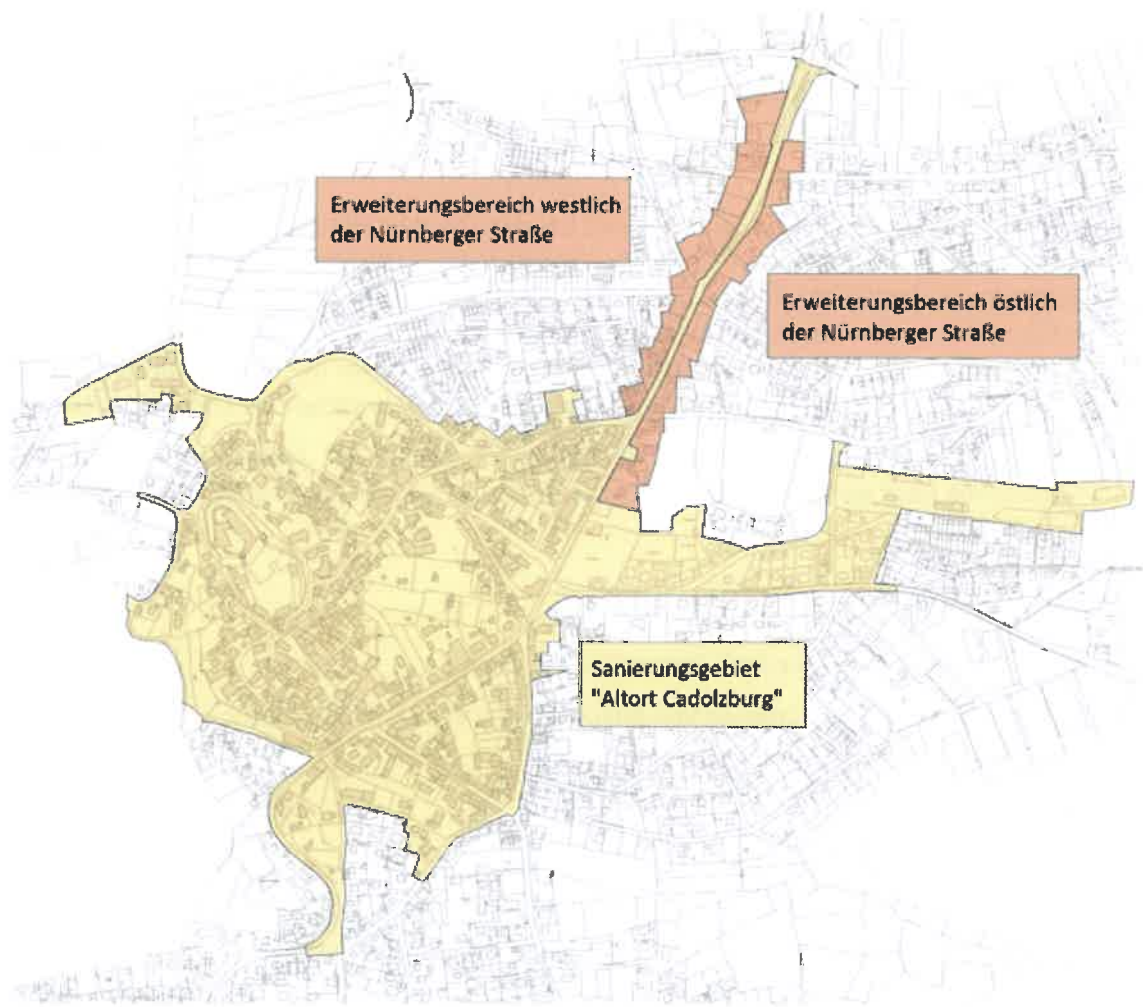 Erweiterungsbereich westlich
der Nürnberger Straße
Erweiterungsbereich östlich
der Nürnberger Straße
Sanierungsgebiet
"Altort Cadolzburg"